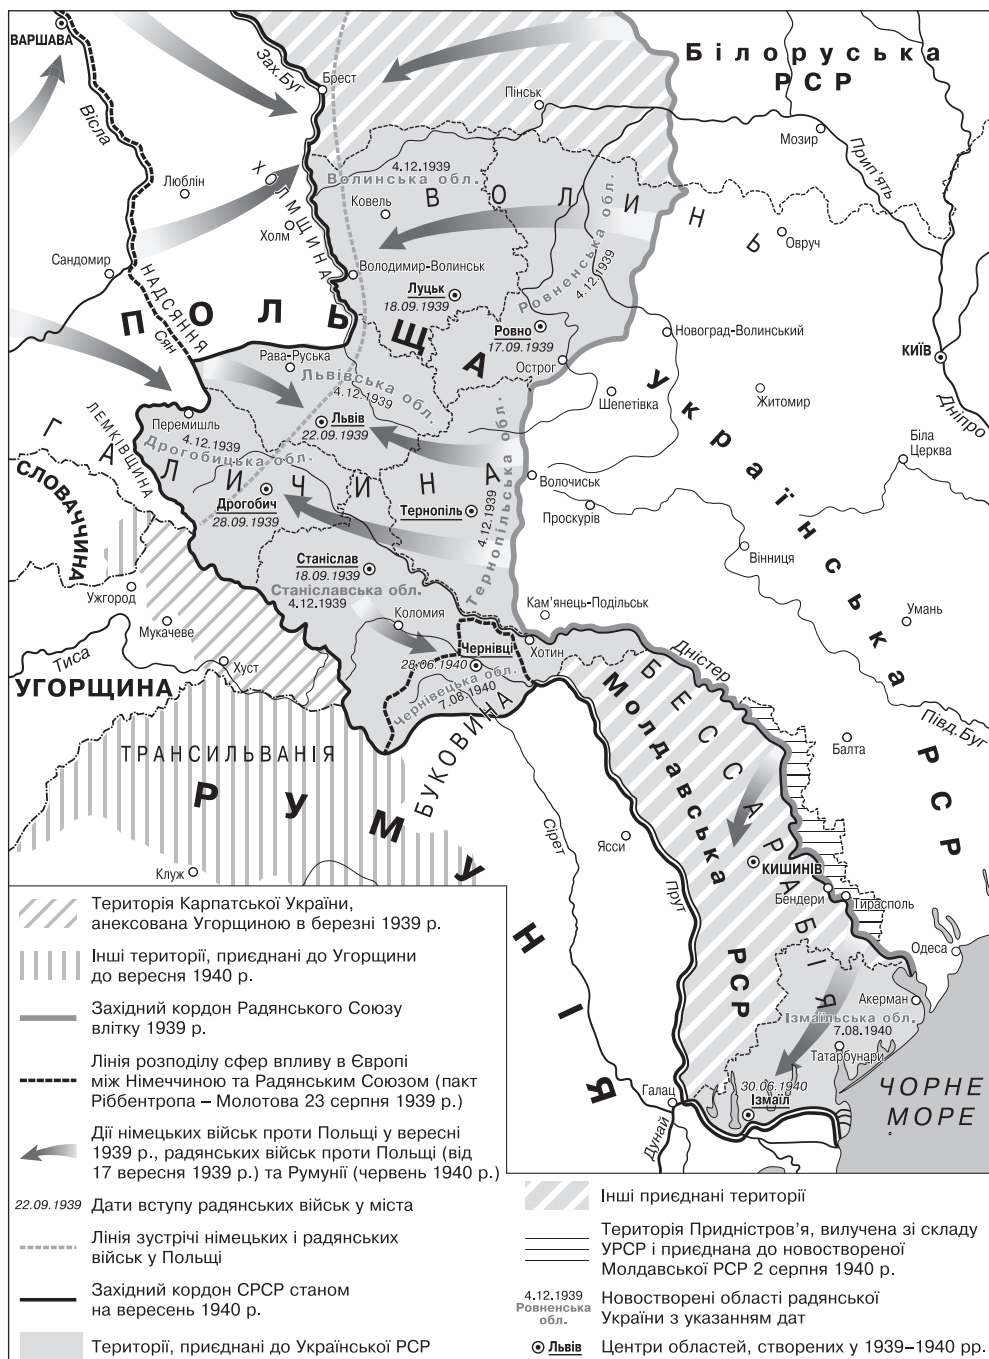 ВАРШАВА
Зах.Буг
Брест
Білоруська
РСР
Пінськ
Мозир
Прип'ять
Вісла
Люблін
ХОЛМЩИНА
Холм
4.12.1939
Волинська обл.
Ковель
ВОЛИНЬ
Ровненська обл.
4.12.1939
Овруч
Сандомир
НАДСЯННЯ
Сян
Володимир-Волинськ
Луцьк
18.09.1939
Ровно
17.09.1939
Новоград-Волинський
КИЇВ
ПОЛЬЩА
Рава-Руська
Львівська обл.
4.12.1939
Острог
Шепетівка
Житомир
Дніпро
ЛЕМКІВЩИНА
Перемишль
4.12.1939
Дрогобицька обл.
Львів
22.09.1939
Біла
Церква
ГАЛИЧИНА
СЛОВАЧЧИНА
Дрогобич
28.09.1939
Тернопіль
4.12.1939
Тернопільська обл.
Волочиськ
Проскурів
Вінниця
Українська РСР
Станіслав
18.09.1939
Станіславська обл.
4.12.1939
Ужгород
Мукачеве
Коломия
Кам'янець-Подільськ
Умань
Тиса
Хуст
Чернівці
28.06.1940
Хотин
Дністер
УГОРЩИНА
Чернівецька обл.
7.08.1940
БЕССАРАБІЯ
Молдавська РСР
Півд.Буг
ТРАНСИЛЬВАНІЯ
БУКОВИНА
Балта
РУМУНІЯ
Сірет
Ясси
Прут
Клуж
КИШИНІВ
Бендери
Тирасполь
Одеса
Акерман
Ізмаїльська обл.
7.08.1940
Татарбунари
30.06.1940
Ізмаїл
Галац
Дунай
ЧОРНЕ
МОРЕ
Територія Карпатської України,
анексована Угорщиною в березні 1939 р.
Інші території, приєднані до Угорщини
до вересня 1940 р.
Західний кордон Радянського Союзу
влітку 1939 р.
Лінія розподілу сфер впливу в Європі
між Німеччиною та Радянським Союзом (пакт
Ріббентропа – Молотова 23 серпня 1939 р.)
Дії німецьких військ проти Польщі у вересні
1939 р., радянських військ проти Польщі (від
17 вересня 1939 р.) та Румунії (червень 1940 р.)
22.09.1939 Дати вступу радянських військ у міста
Лінія зустрічі німецьких і радянських
військ у Польщі
Західний кордон СРСР станом
на вересень 1940 р.
Території, приєднані до Української РСР
Інші приєднані території
Територія Придністров'я, вилучена зі складу
УРСР і приєднана до новоствореної
Молдавської РСР 2 серпня 1940 р.
4.12.1939
Ровненська
обл.
Новостворені області радянської
України з указанням дат
Львів Центри областей, створених у 1939–1940 рр.